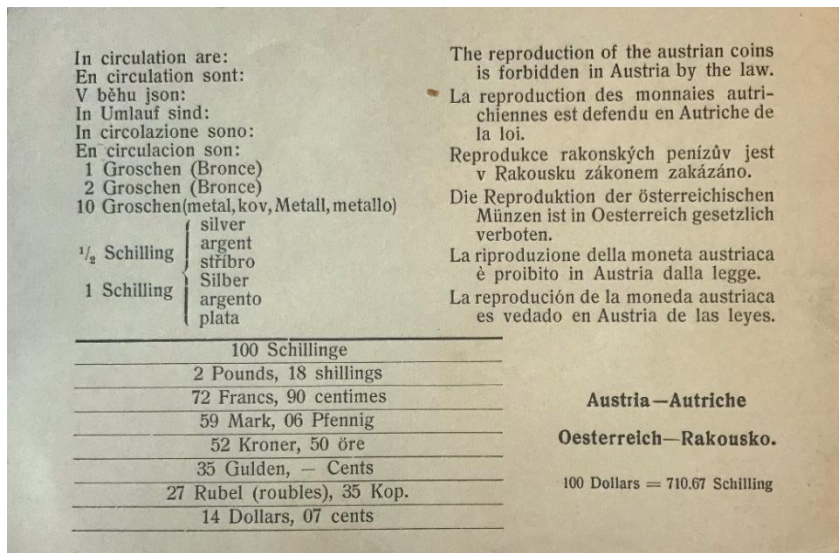 In circulation are:
En circulation sont:
V běhu json:
In Umlauf sind:
In circolazione sono:
En circulacion son:
1 Groschen (Bronce)
2 Groschen (Bronce)
10 Groschen(metal, kov, Metall, metallo)
½ Schilling
1 Schilling
silver
argent
stříbro
Silber
argento
plata
The reproduction of the austrian coins
is forbidden in Austria by the law.
La reproduction des monnaies autri-
chiennes est defendu en Autriche de
la loi.
Reprodukce rakonských penízův jest
v Rakousku zákonem zakázáno.
Die Reproduktion der österreichischen
Münzen ist in Oesterreich gesetzlich
verboten.
La riproduzione della moneta austriaca
è proibito in Austria dalla legge.
La reprodución de la moneda austriaca
es vedado en Austria de las leyes.
100 Schillinge
2 Pounds, 18 shillings
72 Francs, 90 centimes
59 Mark, 06 Pfennig
52 Kroner, 50 öre
35 Gulden, — Cents
27 Rubel (roubles), 35 Kop.
14 Dollars, 07 cents
Austria—Autriche
Oesterreich—Rakousko.
100 Dollars = 710.67 Schilling